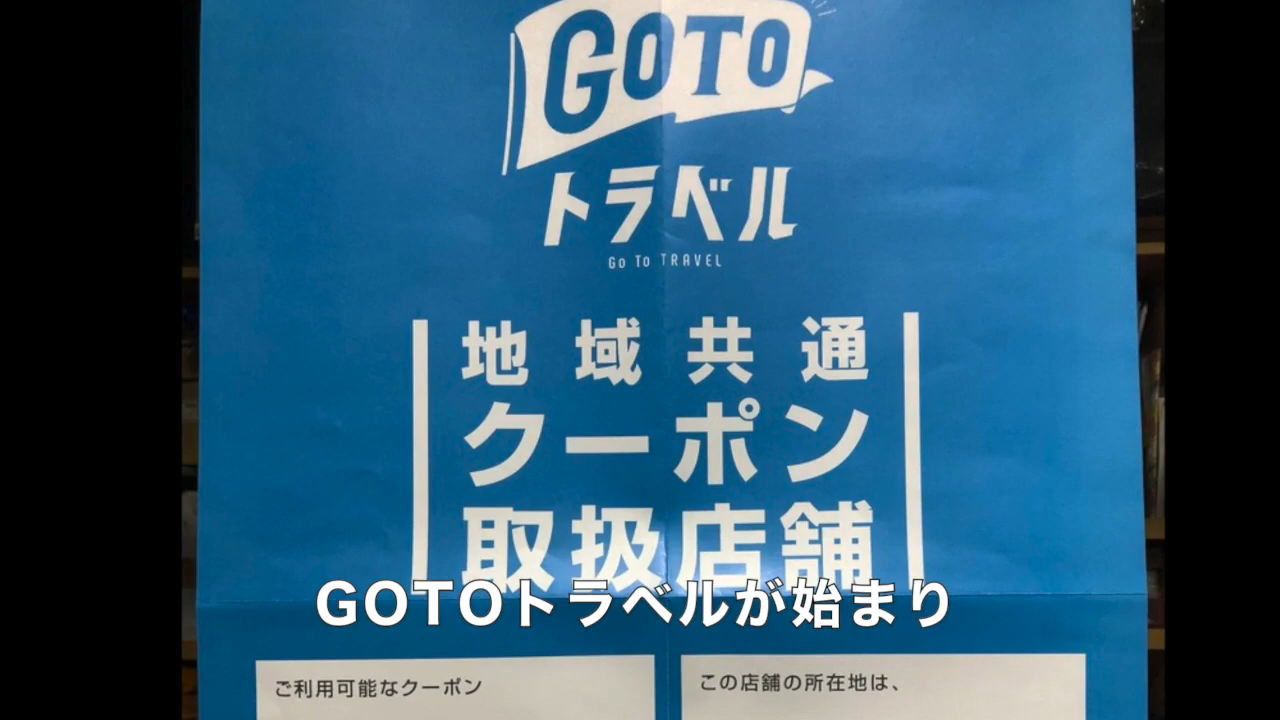 GOTO
トラベル
Go To TRAVEL
地域共通
クーポン
取扱店舗
GOTOトラベルが始まり
ご利用可能なクーポン
この店舗の所在地は、